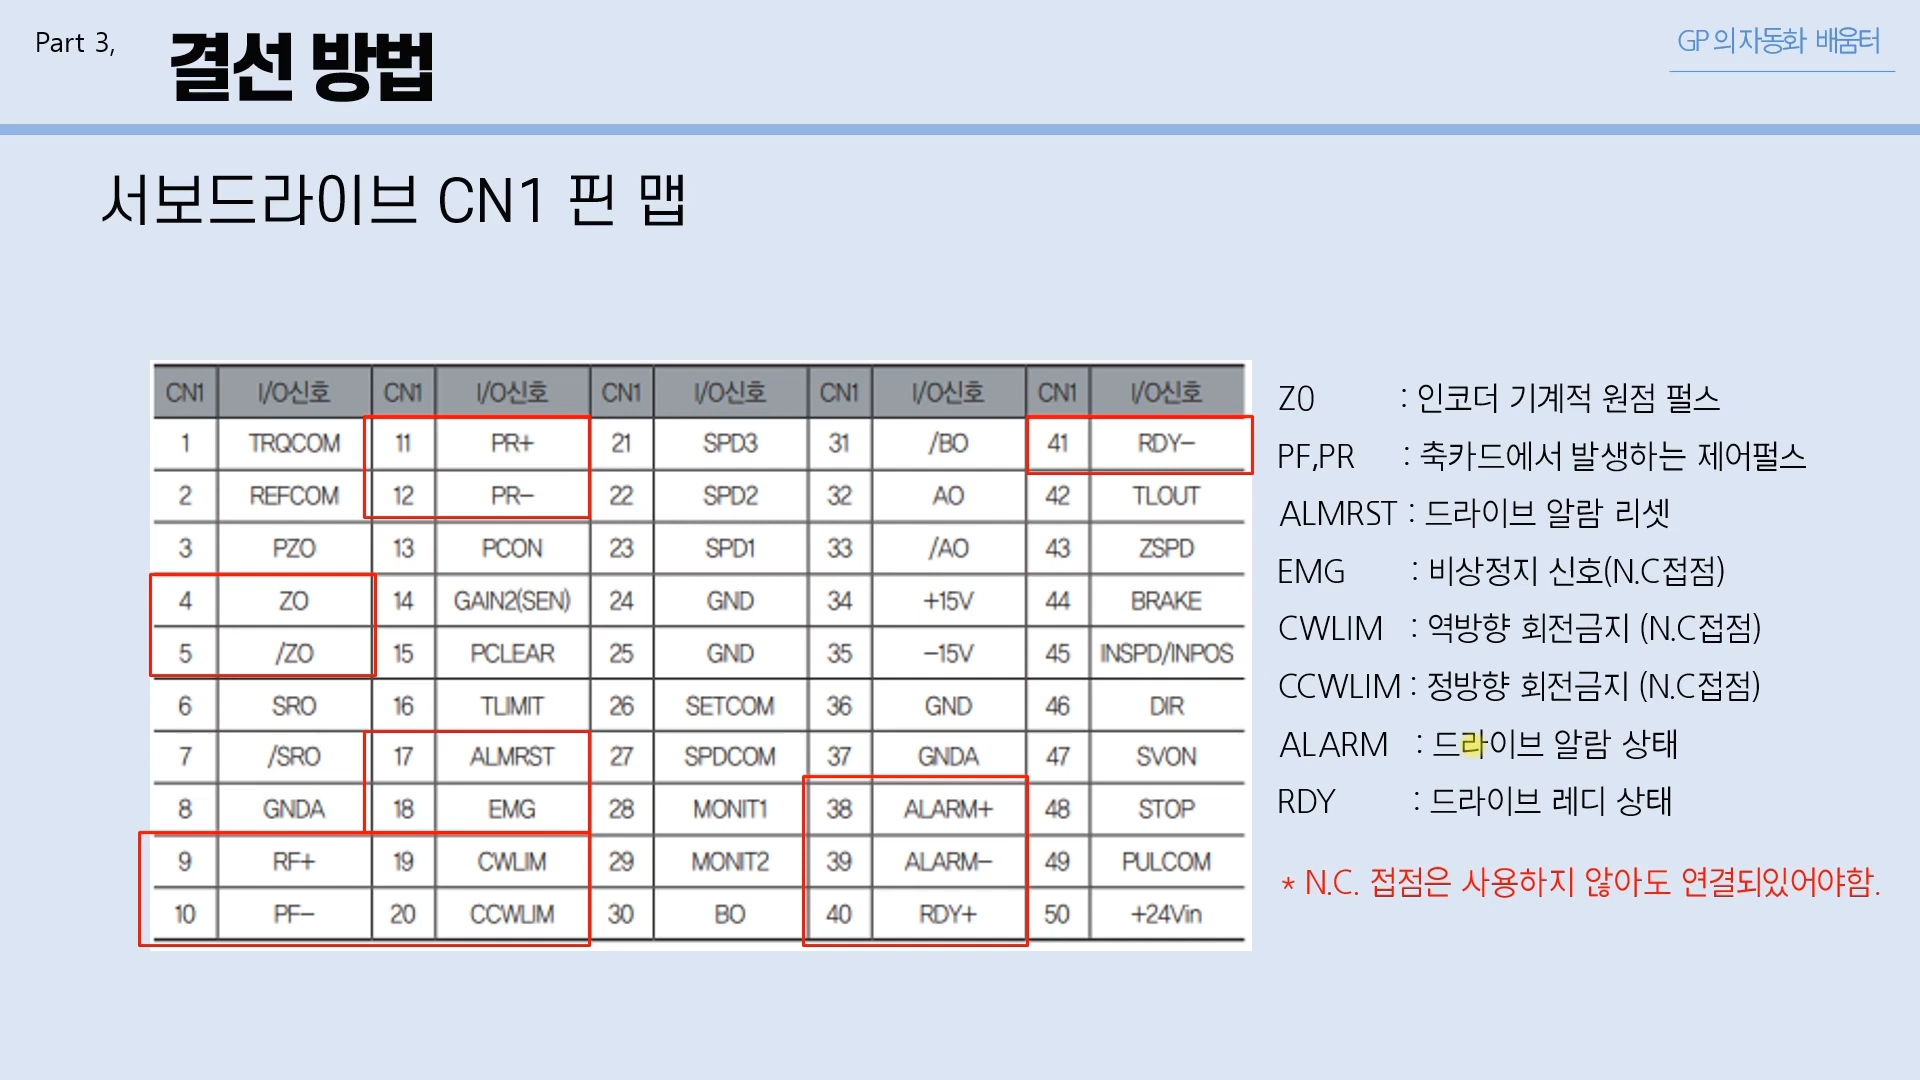 Part 3,
결선 방법
GP의 자동화 배움터
서보드라이브 CN1 핀 맵
CN1 I/O신호 CN1 I/O신호 CN1 I/O신호 CN1 I/O신호 CN1 I/O신호
1 TRQCOM 11 PR+ 21 SPD3 31 /BO 41 RDY-
2 REFCOM 12 PR- 22 SPD2 32 AO 42 TLOUT
3 PZO 13 PCON 23 SPD1 33 /AO 43 ZSPD
4 ZO 14 GAIN2(SEN) 24 GND 34 +15V 44 BRAKE
5 /ZO 15 PCLEAR 25 GND 35 -15V 45 INSPD/INPOS
6 SRO 16 TLIMIT 26 SETCOM 36 GND 46 DIR
7 /SRO 17 ALMRST 27 SPDCOM 37 GNDA 47 SVON
8 GNDA 18 EMG 28 MONIT1 38 ALARM+ 48 STOP
9 RF+ 19 CWLIM 29 MONIT2 39 ALARM- 49 PULCOM
10 PF- 20 CCWLIM 30 BO 40 RDY+ 50 +24Vin
Z0 : 인코더 기계적 원점 펄스
PF,PR : 축카드에서 발생하는 제어펄스
ALMRST : 드라이브 알람 리셋
EMG : 비상정지 신호(N.C접점)
CWLIM : 역방향 회전금지 (N.C접점)
CCWLIM : 정방향 회전금지 (N.C접점)
ALARM : 드라이브 알람 상태
RDY : 드라이브 레디 상태
* N.C. 접점은 사용하지 않아도 연결되있어야함.